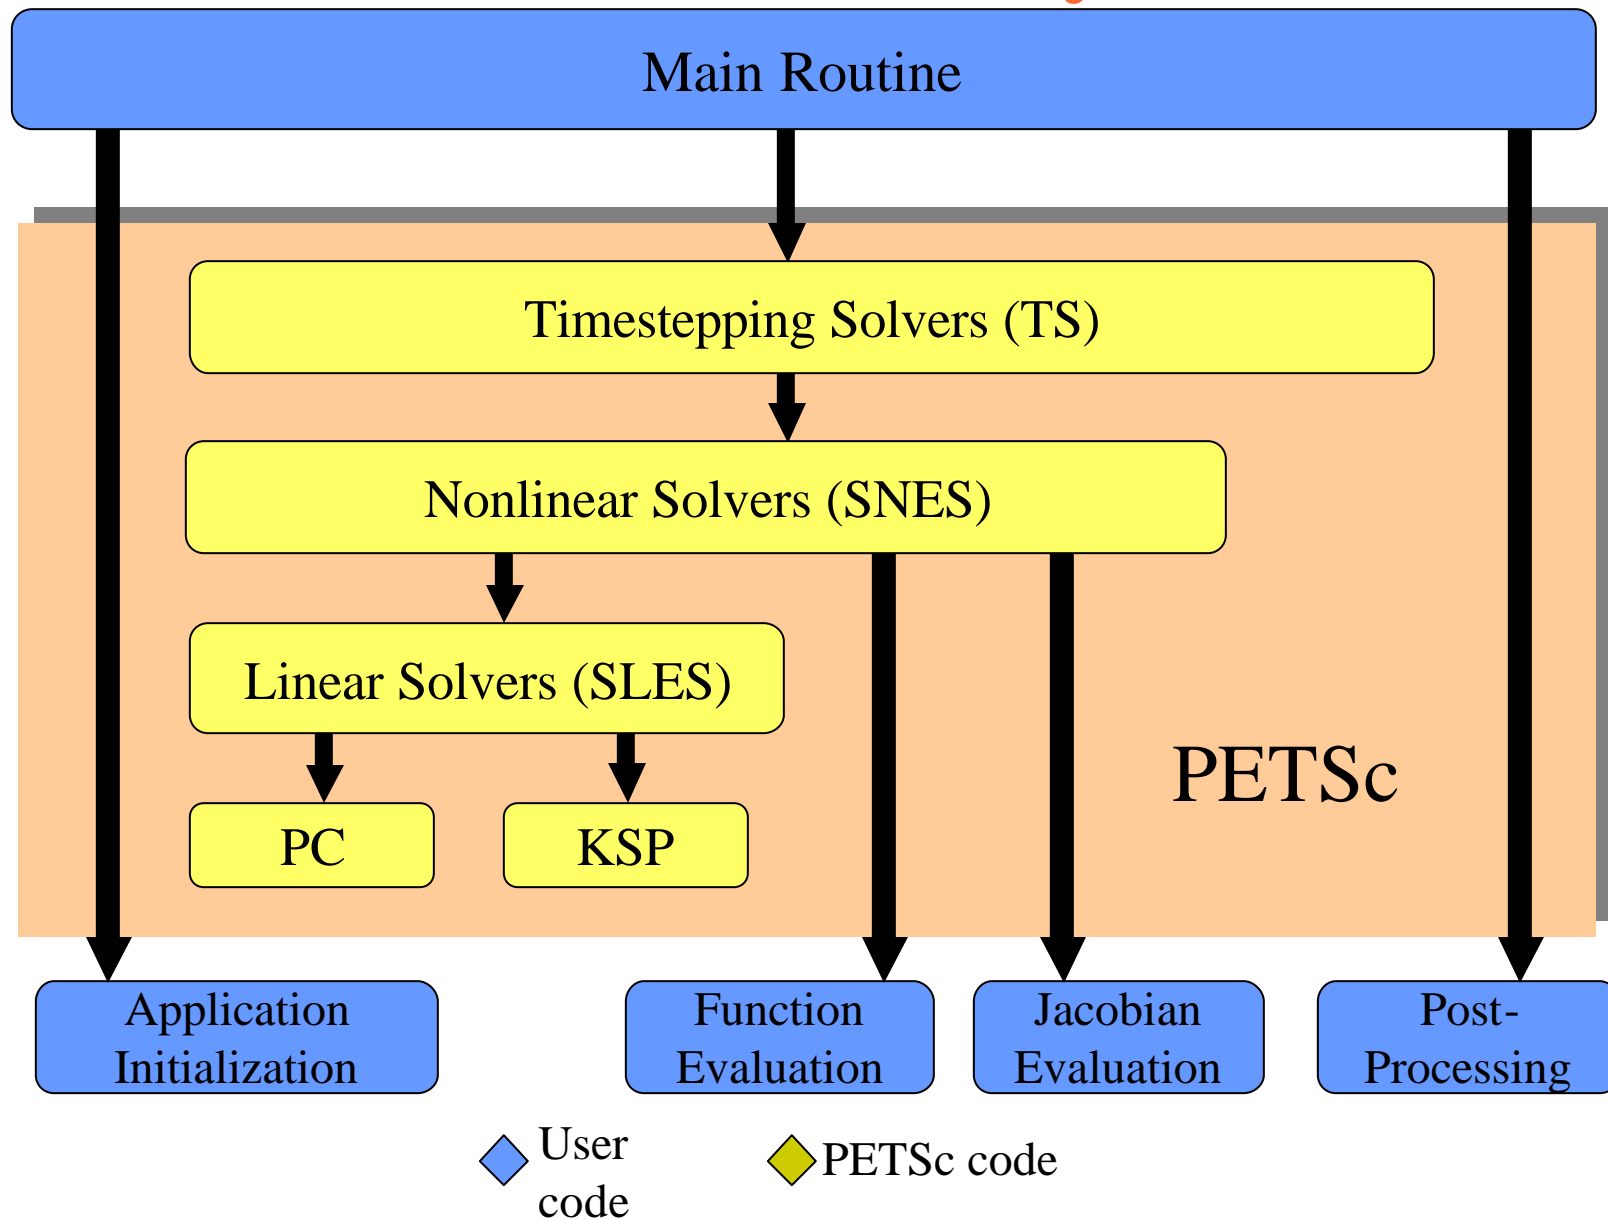 Main Routine
Timestepping Solvers (TS)
Nonlinear Solvers (SNES)
Linear Solvers (SLES)
PETSc
PC
KSP
Application
Initialization
Function
Evaluation
Jacobian
Evaluation
Post-
Processing
User
code
PETSc code